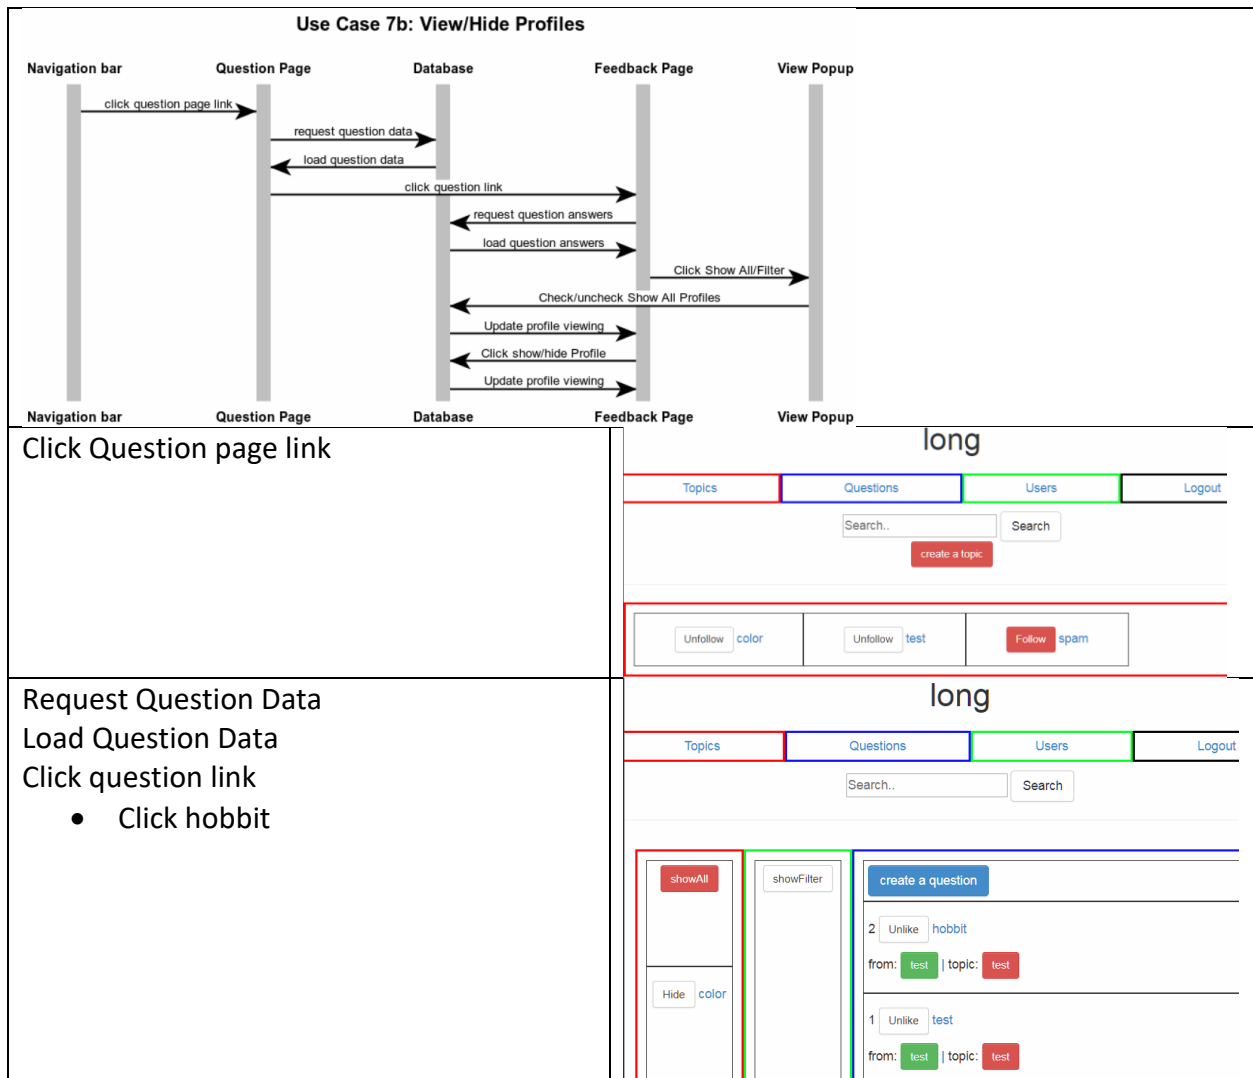 Use Case 7b: View/Hide Profiles
Navigation bar Question Page Database Feedback Page View Popup
click question page link
request question data
load question data
click question link
request question answers
load question answers
Click Show All/Filter
Check/uncheck Show All Profiles
Update profile viewing
Click show/hide Profile
Update profile viewing
Navigation bar Question Page Database Feedback Page View Popup
Click Question page link
long
Topics Questions Users Logout
Search.. Search
create a topic
Unfollow color Unfollow test Follow spam
Request Question Data
Load Question Data
Click question link
• Click hobbit
long
Topics Questions Users Logout
Search.. Search
showAll showFilter create a question
2 Unlike hobbit
from: test | topic: test
Hide color
1 Unlike test
from: test | topic: test